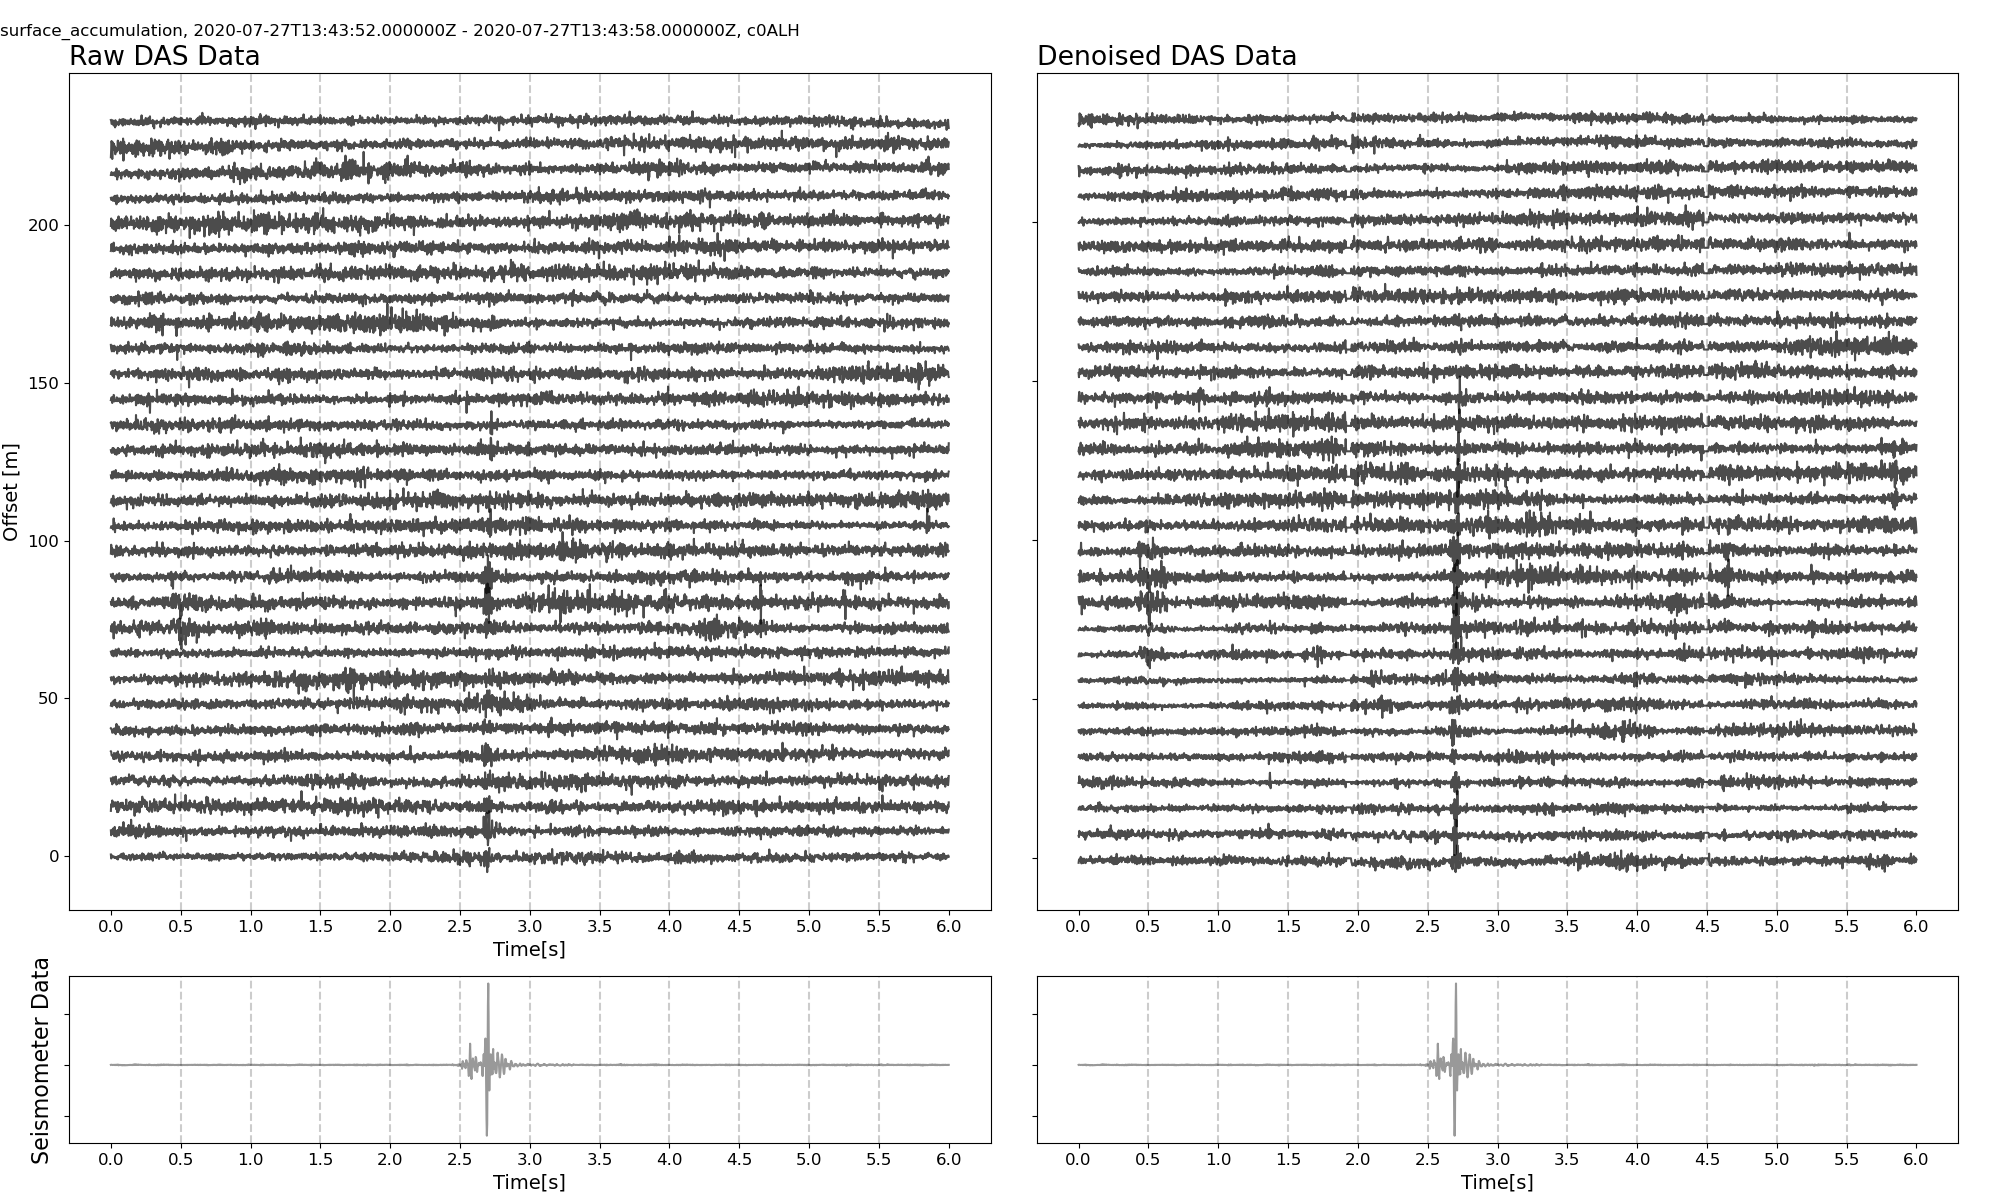 surface_accumulation, 2020-07-27T13:43:52.000000Z - 2020-07-27T13:43:58.000000Z, c0ALH
Raw DAS Data
Denoised DAS Data
Offset [m]
200
150
100
50
0
0.0 0.5 1.0 1.5 2.0 2.5 3.0 3.5 4.0 4.5 5.0 5.5 6.0
Time[s]
0.0 0.5 1.0 1.5 2.0 2.5 3.0 3.5 4.0 4.5 5.0 5.5 6.0
Seismometer Data
0.0 0.5 1.0 1.5 2.0 2.5 3.0 3.5 4.0 4.5 5.0 5.5 6.0
Time[s]
0.0 0.5 1.0 1.5 2.0 2.5 3.0 3.5 4.0 4.5 5.0 5.5 6.0
Time[s]